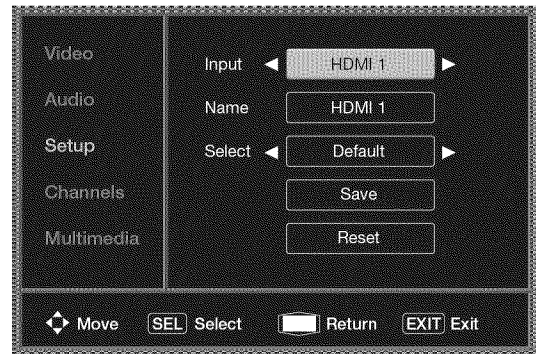 Video
Audio
Setup
Channels
Multimedia
Input HDMI 1
Name HDMI 1
Select Default
Save
Reset
Move SEL Select Return EXIT Exit